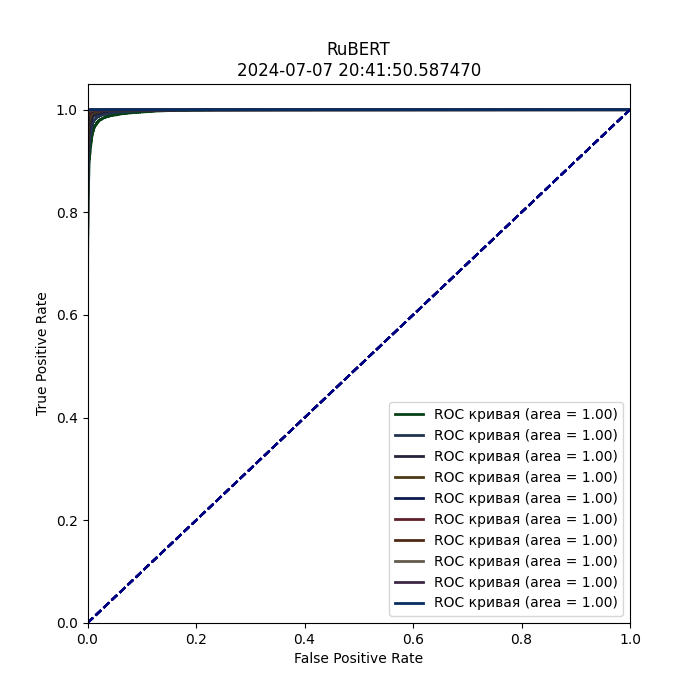 RuBERT
2024-07-07 20:41:50.587470
True Positive Rate
1.0
0.8
0.6
0.4
0.2
0.0
ROC кривая (area = 1.00)
ROC кривая (area = 1.00)
ROC кривая (area = 1.00)
ROC кривая (area = 1.00)
ROC кривая (area = 1.00)
ROC кривая (area = 1.00)
ROC кривая (area = 1.00)
ROC кривая (area = 1.00)
ROC кривая (area = 1.00)
ROC кривая (area = 1.00)
0.0 0.2 0.4 0.6 0.8 1.0
False Positive Rate